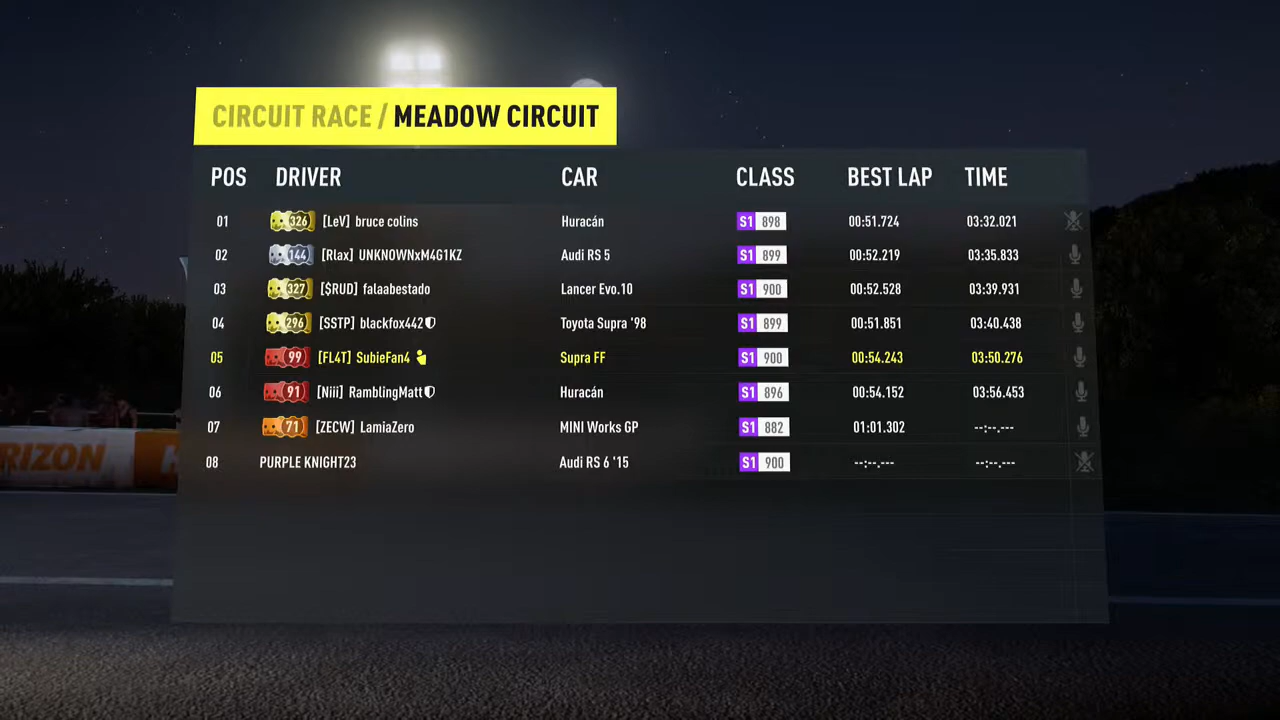 CIRCUIT RACE / MEADOW CIRCUIT
POS DRIVER CAR CLASS BEST LAP TIME
01 326 [LeV] bruce colins Huracán S1 898 00:51.724 03:32.021
02 144 [Rlax] UNKNOWNxM4G1KZ Audi RS 5 S1 899 00:52.219 03:35.833
03 327 [$RUD] falaabestado Lancer Evo.10 S1 900 00:52.528 03:39.931
04 296 [SSTP] blackfox442 Toyota Supra '98 S1 899 00:51.851 03:40.438
05 99 [FL4T] SubieFan4 Supra FF S1 900 00:54.243 03:50.276
06 91 [Niii] RamblingMatt Huracán S1 896 00:54.152 03:56.453
07 71 [ZECW] LamiaZero MINI Works GP S1 882 01:01.302 --:--.---
08 PURPLE KNIGHT23 Audi RS 6 '15 S1 900 --:--.--- --:--.---
RIZON